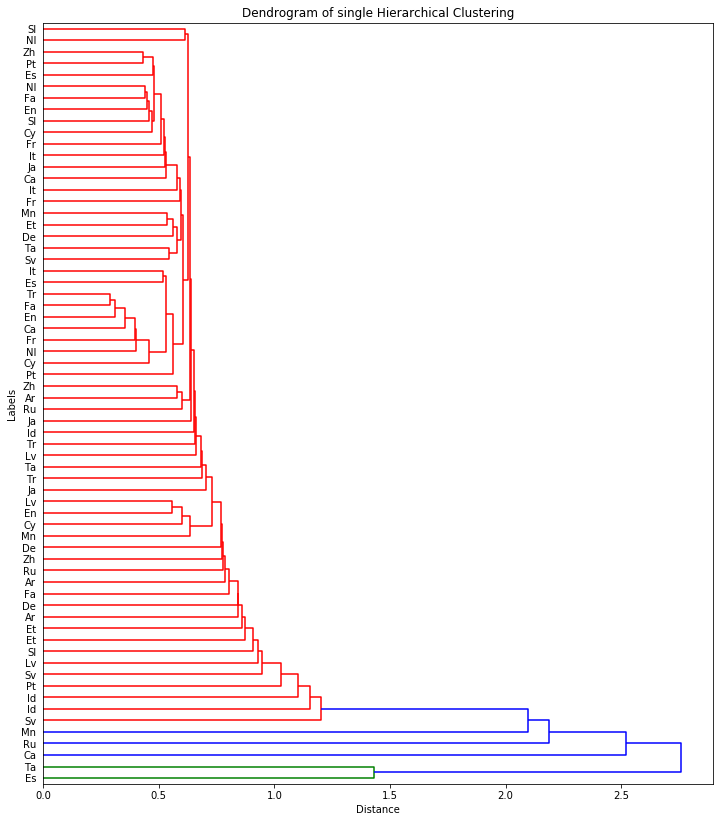 Dendrogram of single Hierarchical Clustering
Sl
Nl
Zh
Pt
Es
Nl
Fa
En
Sl
Cy
Fr
It
Ja
Ca
It
Fr
Mn
Et
De
Ta
Sv
It
Es
Tr
Fa
En
Ca
Fr
Nl
Cy
Pt
Zh
Ar
Ru
Ja
Id
Tr
Lv
Ta
Tr
Ja
Lv
En
Cy
Mn
De
Zh
Ru
Ar
Fa
De
Ar
Et
Et
Sl
Lv
Sv
Pt
Id
Id
Sv
Mn
Ru
Ca
Ta
Es
Labels
0.0 0.5 1.0 1.5 2.0 2.5
Distance